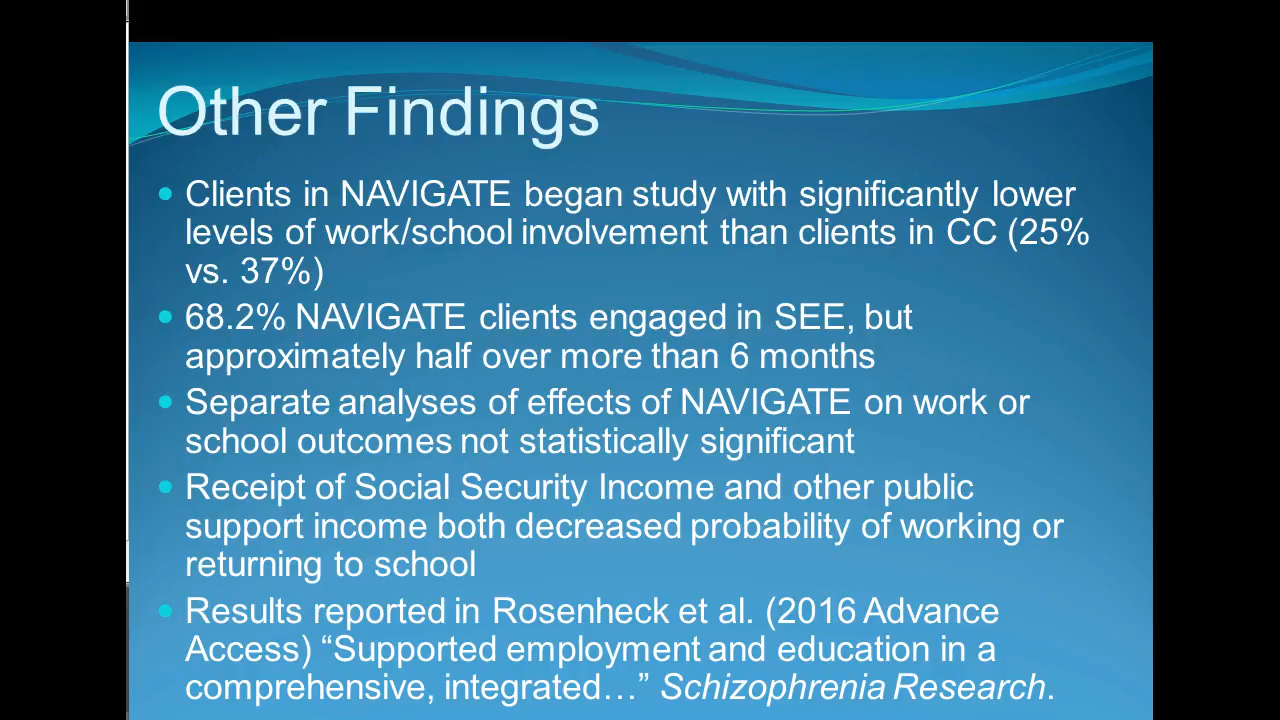 Other Findings
• Clients in NAVIGATE began study with significantly lower
levels of work/school involvement than clients in CC (25%
vs. 37%)
• 68.2% NAVIGATE clients engaged in SEE, but
approximately half over more than 6 months
• Separate analyses of effects of NAVIGATE on work or
school outcomes not statistically significant
• Receipt of Social Security Income and other public
support income both decreased probability of working or
returning to school
• Results reported in Rosenheck et al. (2016 Advance
Access) “Supported employment and education in a
comprehensive, integrated…” Schizophrenia Research.